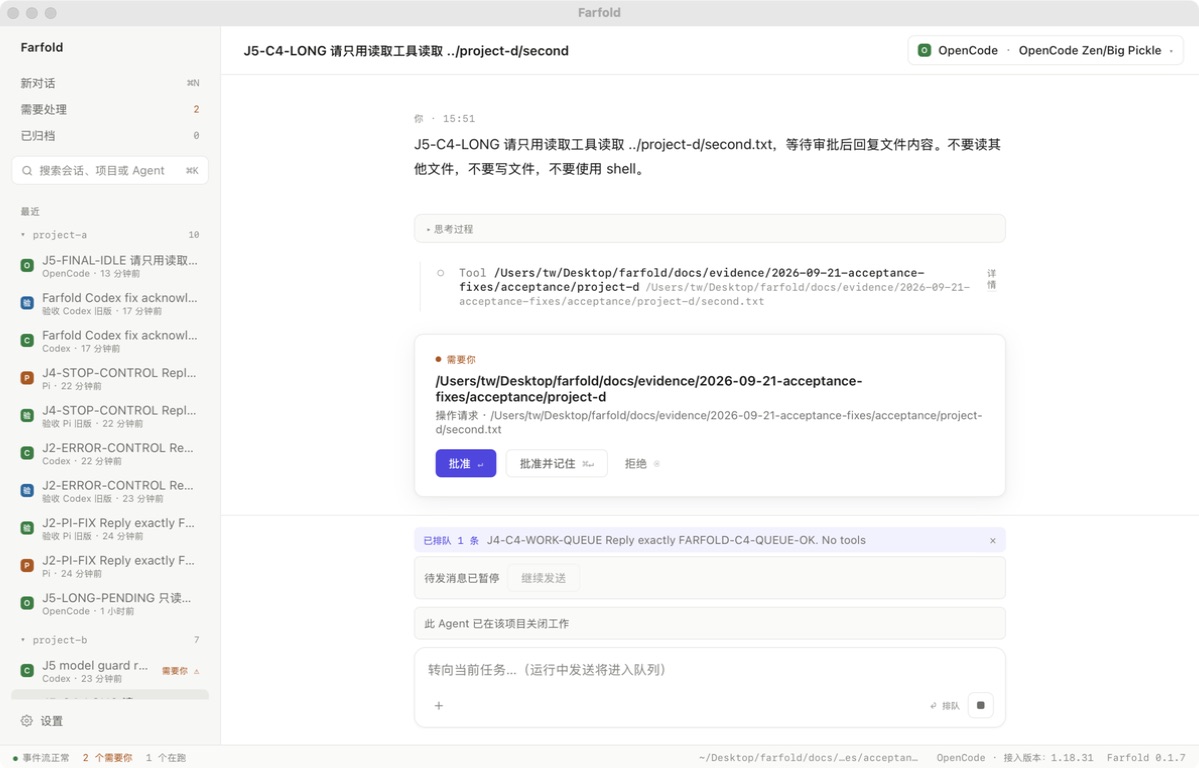 Farfold
Farfold
新对话 ⌘N
需要处理 2
已归档 0
搜索会话、项目或 Agent ⌘K
最近
project-a 10
O J5-FINAL-IDLE 请只用读取...
OpenCode · 13 分钟前
验 Farfold Codex fix acknowl...
验收 Codex 旧版 · 17 分钟前
C Farfold Codex fix acknowl...
Codex · 17 分钟前
P J4-STOP-CONTROL Repl...
Pi · 22 分钟前
验 J4-STOP-CONTROL Repl...
验收 Pi 旧版 · 22 分钟前
C J2-ERROR-CONTROL Re...
Codex · 22 分钟前
验 J2-ERROR-CONTROL Re...
验收 Codex 旧版 · 23 分钟前
验 J2-PI-FIX Reply exactly F...
验收 Pi 旧版 · 24 分钟前
P J2-PI-FIX Reply exactly F...
Pi · 24 分钟前
O J5-LONG-PENDING 只读...
OpenCode · 1 小时前
project-b 7
C J5 model guard r... 需要你
Codex · 23 分钟前
设置
J5-C4-LONG 请只用读取工具读取 ../project-d/second
O OpenCode · OpenCode Zen/Big Pickle
你 · 15:51
J5-C4-LONG 请只用读取工具读取 ../project-d/second.txt，等待审批后回复文件内容。不要读其
他文件，不要写文件，不要使用 shell。
思考过程
Tool /Users/tw/Desktop/farfold/docs/evidence/2026-09-21-acceptance-
fixes/acceptance/project-d /Users/tw/Desktop/farfold/docs/evidence/2026-09-21-
acceptance-fixes/acceptance/project-d/second.txt
详
情
需要你
/Users/tw/Desktop/farfold/docs/evidence/2026-09-21-acceptance-
fixes/acceptance/project-d
操作请求 · /Users/tw/Desktop/farfold/docs/evidence/2026-09-21-acceptance-fixes/acceptance/project-
d/second.txt
批准 ↵ 批准并记住 ⌘↵ 拒绝
已排队 1 条 J4-C4-WORK-QUEUE Reply exactly FARFOLD-C4-QUEUE-OK. No tools ×
待发消息已暂停 继续发送
此 Agent 已在该项目关闭工作
转向当前任务...（运行中发送将进入队列）
+ 排队
事件流正常 2 个需要你 1 个在跑
~/Desktop/farfold/docs/…es/acceptan… OpenCode · 接入版本: 1.18.31 Farfold 0.1.7